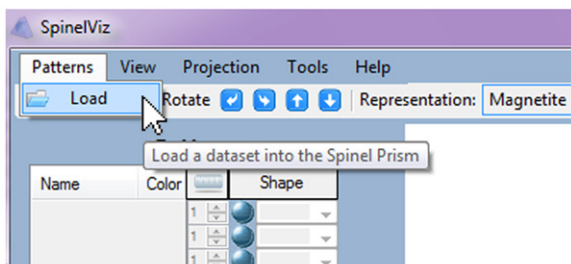 SpinelViz
Patterns View Projection Tools Help
Load Rotate Representation: Magnetite
Load a dataset into the Spinel Prism
Name Color Shape
1
1
1